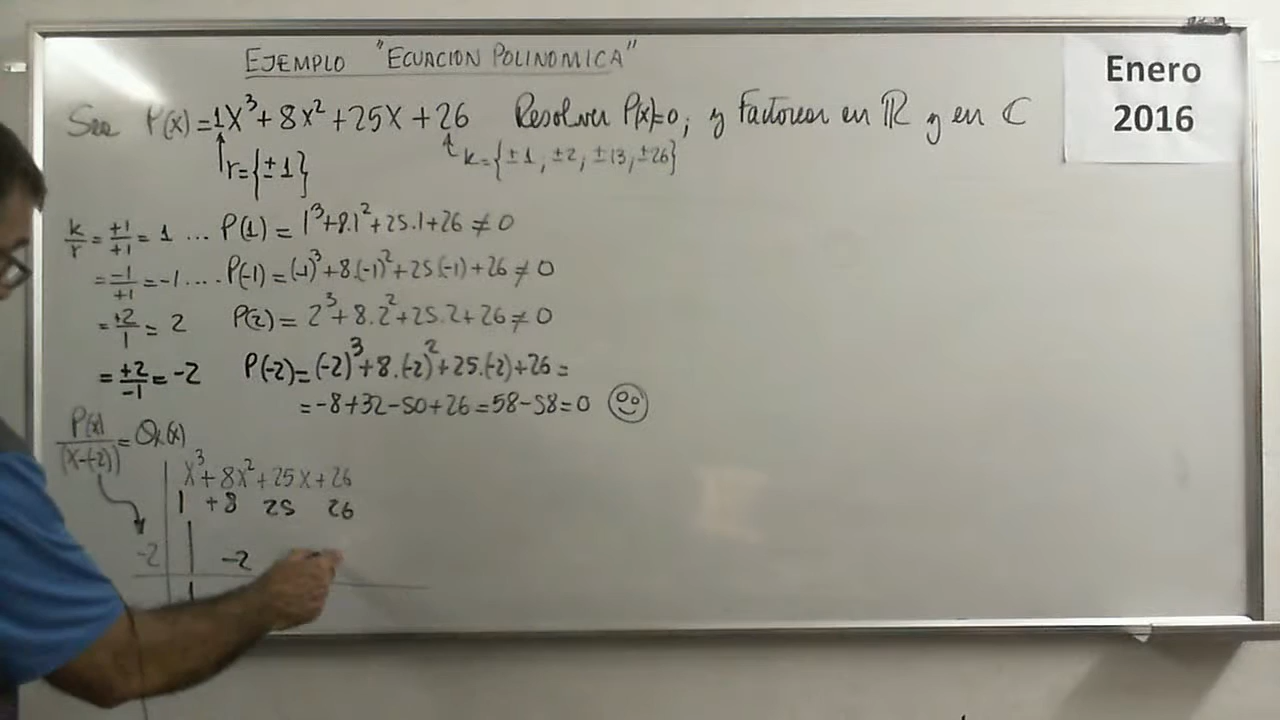 EJEMPLO "ECUACION POLINOMICA"
Enero
2016
Sea P(x)=1X³+8X²+25X+26 Resolver P(x)=0; y Factorear en ℝ y en ℂ
r={±1}
k={±1, ±2, ±13, ±26}
k/r = +1/+1 = 1 ... P(1) = 1³+8.1²+25.1+26 ≠ 0
= -1/+1 = -1 .... P(-1) = (-1)³+8.(-1)²+25(-1)+26 ≠ 0
= +2/1 = 2 P(2) = 2³+8.2²+25.2+26 ≠ 0
= +2/-1 = -2 P(-2) = (-2)³+8.(-2)²+25.(-2)+26 =
= -8+32-50+26 = 58-58 = 0
P(x)/(x-(-2)) = (x)
X³+8X²+25X+26
1 +8 25 26
-2 -2
1